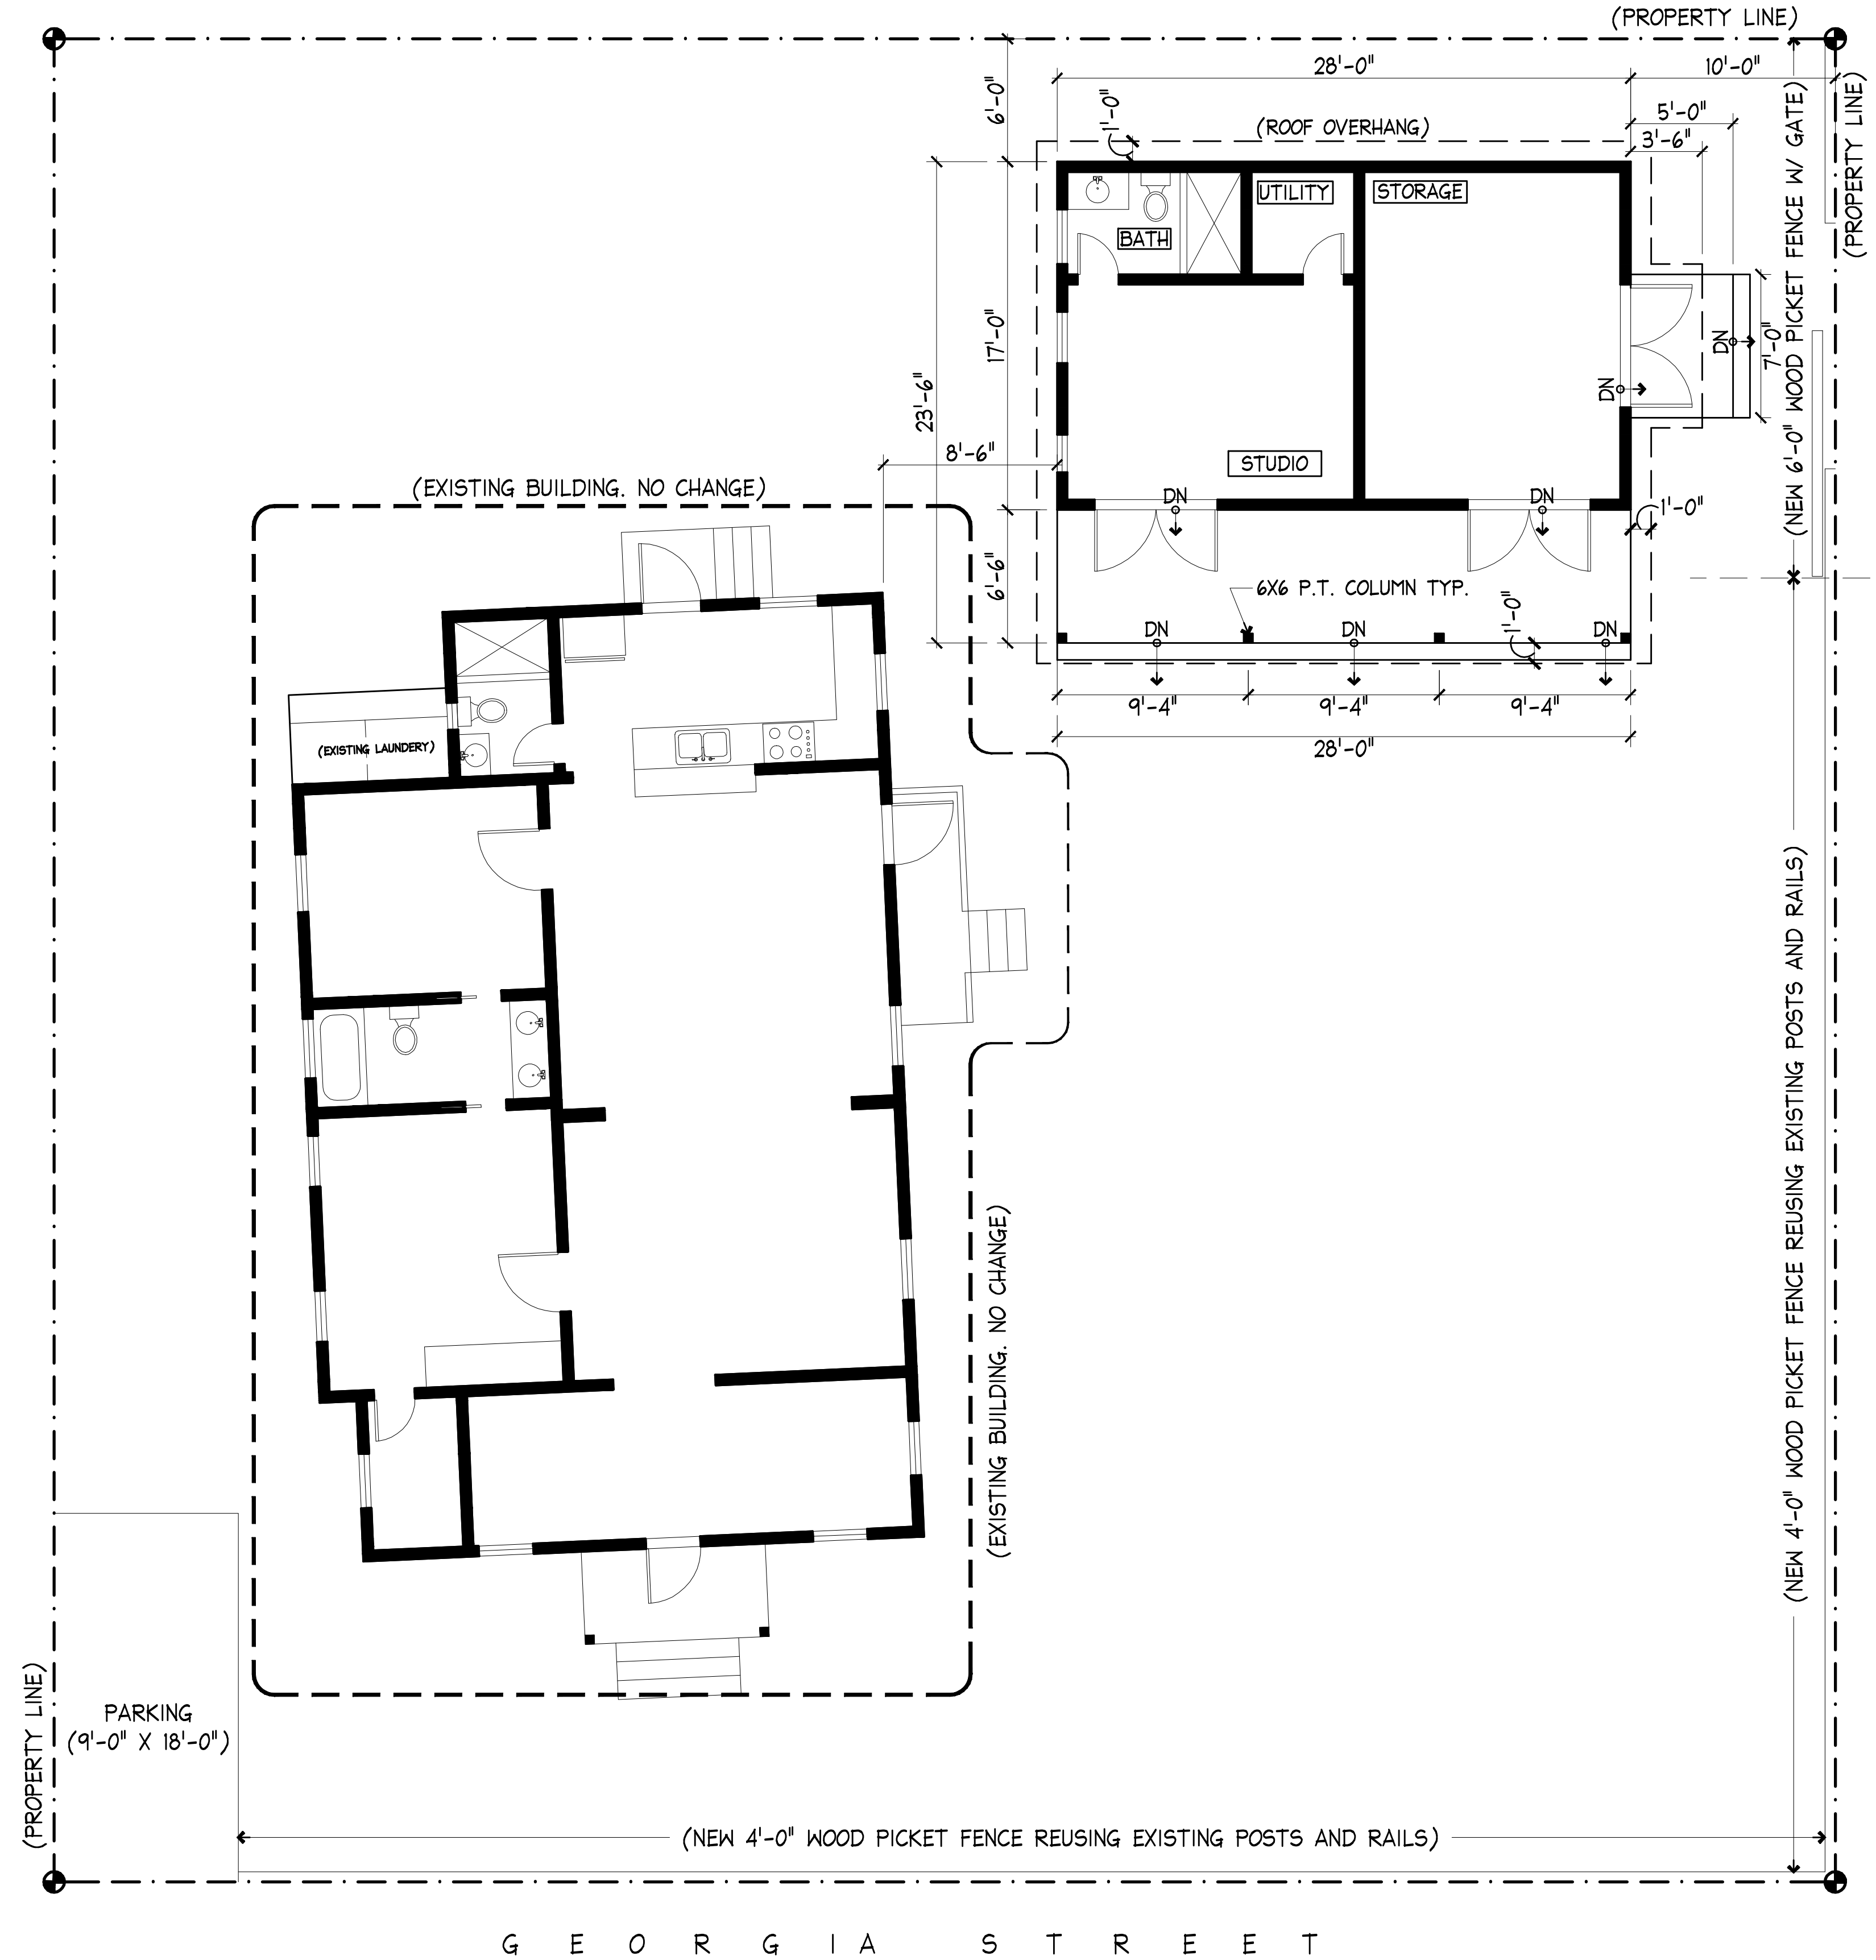 (PROPERTY LINE)
28'-0"
10'-0"
6'-0"
1'-0"
(ROOF OVERHANG)
5'-0"
3'-6"
(NEW 6'-0" WOOD PICKET FENCE W/ GATE)
(PROPERTY LINE)
UTILITY
STORAGE
BATH
17'-0"
DN
7'-0"
DN
23'-6"
8'-6"
STUDIO
(EXISTING BUILDING. NO CHANGE)
DN
DN
1'-0"
6'-6"
6X6 P.T. COLUMN TYP.
1'-0"
DN
DN
DN
9'-4"
9'-4"
9'-4"
28'-0"
(EXISTING LAUNDERY)
(NEW 4'-0" WOOD PICKET FENCE REUSING EXISTING POSTS AND RAILS)
(EXISTING BUILDING. NO CHANGE)
(PROPERTY LINE)
PARKING
(9'-0" X 18'-0")
(NEW 4'-0" WOOD PICKET FENCE REUSING EXISTING POSTS AND RAILS)
GEORGIA STREET